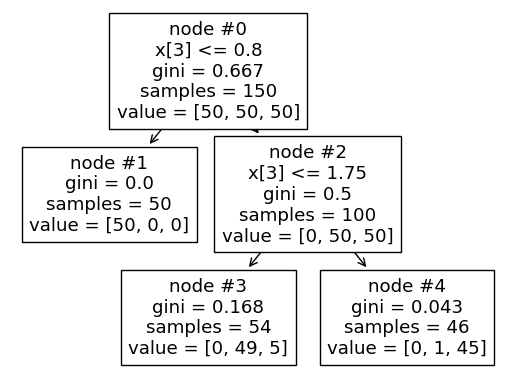 node #0
x[3] <= 0.8
gini = 0.667
samples = 150
value = [50, 50, 50]
node #1
gini = 0.0
samples = 50
value = [50, 0, 0]
node #2
x[3] <= 1.75
gini = 0.5
samples = 100
value = [0, 50, 50]
node #3
gini = 0.168
samples = 54
value = [0, 49, 5]
node #4
gini = 0.043
samples = 46
value = [0, 1, 45]